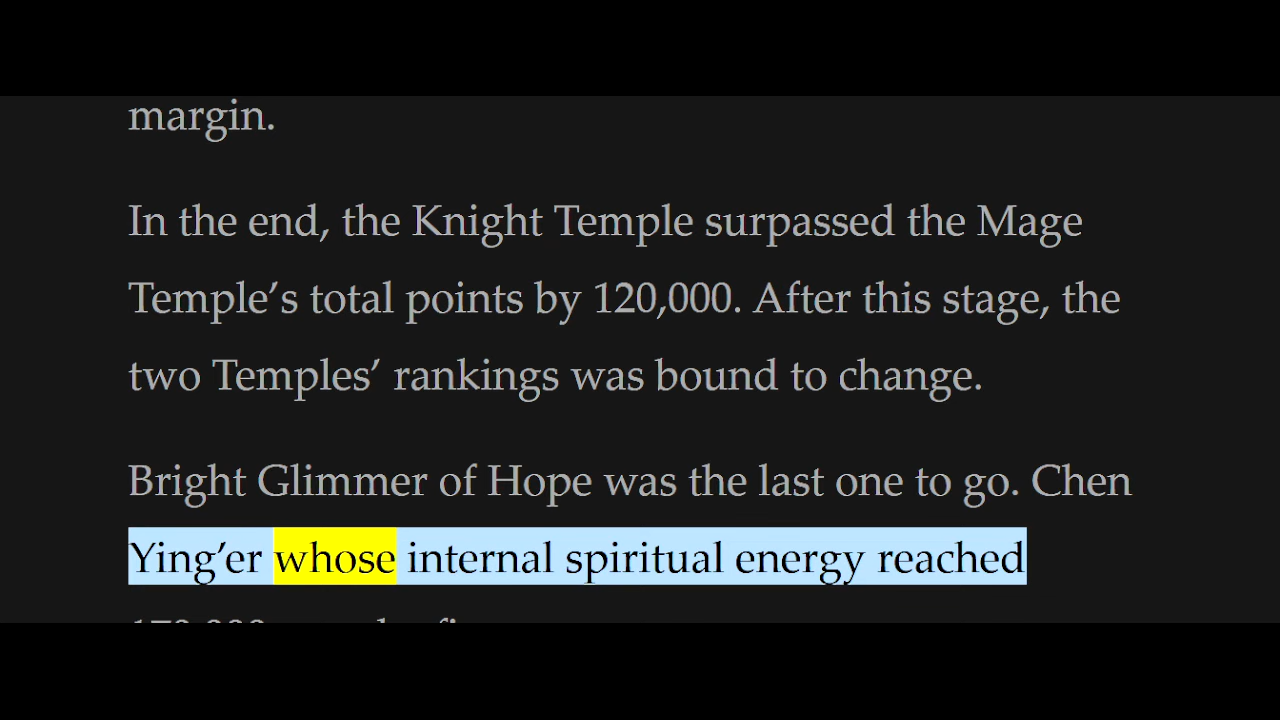 margin.
In the end, the Knight Temple surpassed the Mage
Temple’s total points by 120,000. After this stage, the
two Temples’ rankings was bound to change.
Bright Glimmer of Hope was the last one to go. Chen
Ying’er whose internal spiritual energy reached